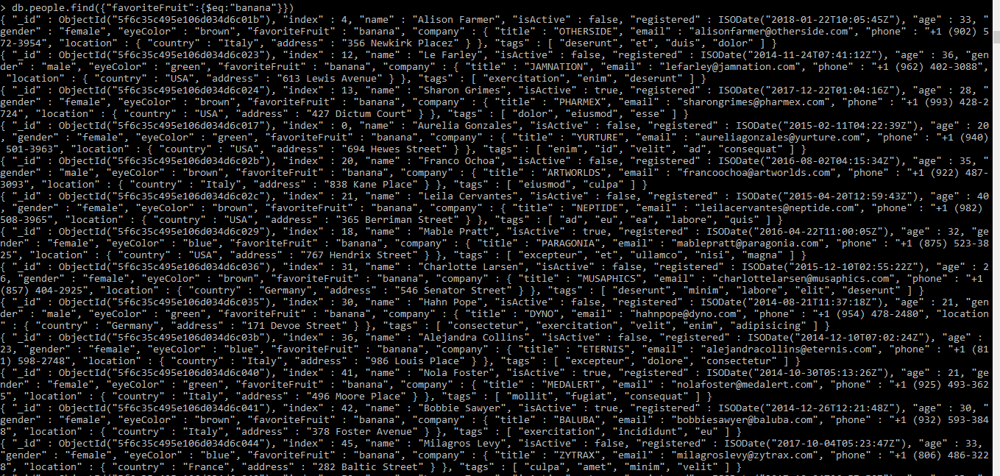 > db.people.find({"favoriteFruit":{$eq:"banana"}})
{ "_id" : ObjectId("5f6c35c495e106d034d6c01b"), "index" : 4, "name" : "Alison Farmer", "isActive" : false, "registered" : ISODate("2018-01-22T10:05:45Z"), "age" : 33, "
gender" : "female", "eyeColor" : "brown", "favoriteFruit" : "banana", "company" : { "title" : "OTHERSIDE", "email" : "alisonfarmer@otherside.com", "phone" : "+1 (902) 5
72-3954", "location" : { "country" : "Italy", "address" : "356 Newkirk Placez" } }, "tags" : [ "deserunt", "et", "duis", "dolor" ] }
{ "_id" : ObjectId("5f6c35c495e106d034d6c023"), "index" : 12, "name" : "Le Farley", "isActive" : false, "registered" : ISODate("2014-11-24T07:41:12Z"), "age" : 36, "gen
der" : "male", "eyeColor" : "green", "favoriteFruit" : "banana", "company" : { "title" : "JAMNATION", "email" : "lefarley@jamnation.com", "phone" : "+1 (962) 402-3088",
 "location" : { "country" : "USA", "address" : "613 Lewis Avenue" } }, "tags" : [ "exercitation", "enim", "deserunt" ] }
{ "_id" : ObjectId("5f6c35c495e106d034d6c024"), "index" : 13, "name" : "Sharon Grimes", "isActive" : true, "registered" : ISODate("2017-12-22T01:04:16Z"), "age" : 28, "
gender" : "female", "eyeColor" : "brown", "favoriteFruit" : "banana", "company" : { "title" : "PHARMEX", "email" : "sharongrimes@pharmex.com", "phone" : "+1 (993) 428-2
724", "location" : { "country" : "USA", "address" : "427 Dictum Court" } }, "tags" : [ "dolor", "eiusmod", "esse" ] }
{ "_id" : ObjectId("5f6c35c495e106d034d6c017"), "index" : 0, "name" : "Aurelia Gonzales", "isActive" : false, "registered" : ISODate("2015-02-11T04:22:39Z"), "age" : 20
, "gender" : "female", "eyeColor" : "green", "favoriteFruit" : "banana", "company" : { "title" : "YURTURE", "email" : "aureliagonzales@yurture.com", "phone" : "+1 (940)
 501-3963", "location" : { "country" : "USA", "address" : "694 Hewes Street" } }, "tags" : [ "enim", "id", "velit", "ad", "consequat" ] }
{ "_id" : ObjectId("5f6c35c495e106d034d6c02b"), "index" : 20, "name" : "Franco Ochoa", "isActive" : false, "registered" : ISODate("2016-08-02T04:15:34Z"), "age" : 35, "
gender" : "male", "eyeColor" : "brown", "favoriteFruit" : "banana", "company" : { "title" : "ARTWORLDS", "email" : "francoochoa@artworlds.com", "phone" : "+1 (922) 487-
3093", "location" : { "country" : "Italy", "address" : "838 Kane Place" } }, "tags" : [ "eiusmod", "culpa" ] }
{ "_id" : ObjectId("5f6c35c495e106d034d6c02c"), "index" : 21, "name" : "Leila Cervantes", "isActive" : false, "registered" : ISODate("2015-04-20T12:59:43Z"), "age" : 40
, "gender" : "female", "eyeColor" : "brown", "favoriteFruit" : "banana", "company" : { "title" : "NEPTIDE", "email" : "leilacervantes@neptide.com", "phone" : "+1 (982) 
508-3965", "location" : { "country" : "USA", "address" : "365 Berriman Street" } }, "tags" : [ "ad", "eu", "ea", "labore", "quis" ] }
{ "_id" : ObjectId("5f6c35c495e106d034d6c029"), "index" : 18, "name" : "Mable Pratt", "isActive" : true, "registered" : ISODate("2016-04-22T11:00:05Z"), "age" : 32, "ge
nder" : "female", "eyeColor" : "blue", "favoriteFruit" : "banana", "company" : { "title" : "PARAGONIA", "email" : "mablepratt@paragonia.com", "phone" : "+1 (875) 523-38
25", "location" : { "country" : "USA", "address" : "767 Hendrix Street" } }, "tags" : [ "excepteur", "et", "ullamco", "nisi", "magna" ] }
{ "_id" : ObjectId("5f6c35c495e106d034d6c036"), "index" : 31, "name" : "Charlotte Larsen", "isActive" : false, "registered" : ISODate("2015-12-10T02:55:22Z"), "age" : 2
6, "gender" : "female", "eyeColor" : "brown", "favoriteFruit" : "banana", "company" : { "title" : "MUSAPHICS", "email" : "charlottelarsen@musaphics.com", "phone" : "+1 
(857) 404-2925", "location" : { "country" : "Germany", "address" : "546 Senator Street" } }, "tags" : [ "deserunt", "minim", "labore", "elit", "deserunt" ] }
{ "_id" : ObjectId("5f6c35c495e106d034d6c035"), "index" : 30, "name" : "Hahn Pope", "isActive" : false, "registered" : ISODate("2014-08-21T11:37:18Z"), "age" : 21, "gen
der" : "male", "eyeColor" : "green", "favoriteFruit" : "banana", "company" : { "title" : "DYNO", "email" : "hahnpope@dyno.com", "phone" : "+1 (954) 478-2480", "location
" : { "country" : "Germany", "address" : "171 Devoe Street" } }, "tags" : [ "consectetur", "exercitation", "velit", "enim", "adipisicing" ] }
{ "_id" : ObjectId("5f6c35c495e106d034d6c03b"), "index" : 36, "name" : "Alejandra Collins", "isActive" : false, "registered" : ISODate("2014-12-10T07:02:24Z"), "age" : 
23, "gender" : "female", "eyeColor" : "blue", "favoriteFruit" : "banana", "company" : { "title" : "ETERNIS", "email" : "alejandracollins@eternis.com", "phone" : "+1 (81
1) 598-2748", "location" : { "country" : "Italy", "address" : "986 Louis Place" } }, "tags" : [ "excepteur", "dolore", "consectetur" ] }
{ "_id" : ObjectId("5f6c35c495e106d034d6c040"), "index" : 41, "name" : "Nola Foster", "isActive" : true, "registered" : ISODate("2014-10-30T05:13:26Z"), "age" : 21, "ge
nder" : "female", "eyeColor" : "green", "favoriteFruit" : "banana", "company" : { "title" : "MEDALERT", "email" : "nolafoster@medalert.com", "phone" : "+1 (925) 493-362
5", "location" : { "country" : "Italy", "address" : "496 Moore Place" } }, "tags" : [ "mollit", "fugiat", "consequat" ] }
{ "_id" : ObjectId("5f6c35c495e106d034d6c041"), "index" : 42, "name" : "Bobbie Sawyer", "isActive" : true, "registered" : ISODate("2014-12-26T12:21:48Z"), "age" : 30, "
gender" : "female", "eyeColor" : "brown", "favoriteFruit" : "banana", "company" : { "title" : "BALUBA", "email" : "bobbiesawyer@baluba.com", "phone" : "+1 (932) 593-384
8", "location" : { "country" : "Italy", "address" : "378 Foster Avenue" } }, "tags" : [ "exercitation", "incididunt", "eu" ] }
{ "_id" : ObjectId("5f6c35c495e106d034d6c044"), "index" : 45, "name" : "Milagros Levy", "isActive" : false, "registered" : ISODate("2017-10-04T05:23:47Z"), "age" : 33, 
"gender" : "female", "eyeColor" : "blue", "favoriteFruit" : "banana", "company" : { "title" : "ZYTRAX", "email" : "milagroslevy@zytrax.com", "phone" : "+1 (806) 486-322
8", "location" : { "country" : "France", "address" : "282 Baltic Street" } }, "tags" : [ "culpa", "amet", "minim", "velit" ] }